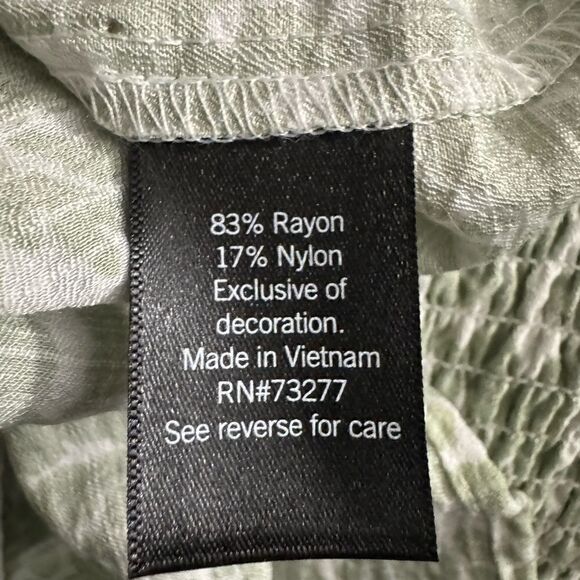 83% Rayon
17% Nylon
Exclusive of
decoration.
Made in Vietnam
RN#73277
See reverse for care